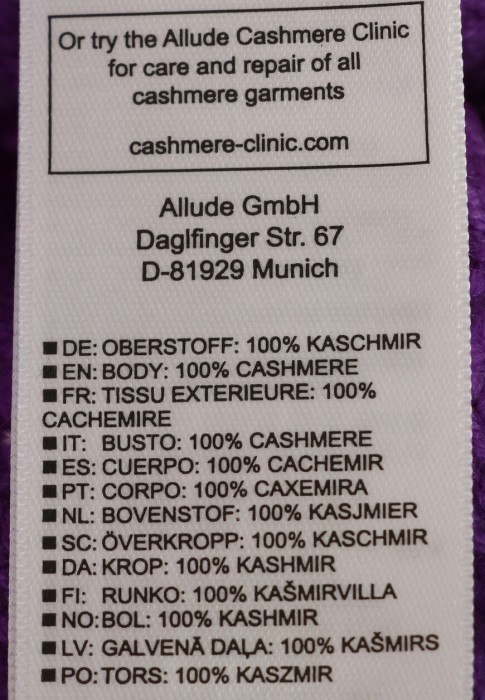 Or try the Allude Cashmere Clinic
for care and repair of all
cashmere garments
cashmere-clinic.com
Allude GmbH
Daglfinger Str. 67
D-81929 Munich
■ DE: OBERSTOFF: 100% KASCHMIR
■ EN: BODY: 100% CASHMERE
■ FR: TISSU EXTERIEURE: 100%
CACHEMIRE
■ IT: BUSTO: 100% CASHMERE
■ ES: CUERPO: 100% CACHEMIR
■ PT: CORPO: 100% CAXEMIRA
■ NL: BOVENSTOF: 100% KASJMIER
■ SC: ÖVERKROPP: 100% KASCHMIR
■ DA: KROP: 100% KASHMIR
■ FI: RUNKO: 100% KAŠMIRVILLA
■ NO: BOL: 100% KASHMIR
■ LV: GALVENĀ DAĻA: 100% KAŠMIRS
■ PO: TORS: 100% KASZMIR